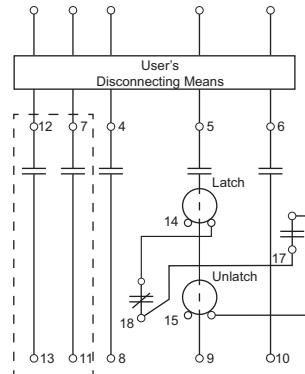 User's
Disconnecting Means
12 7 4 5 6
Latch
14
17
Unlatch
18 15
13 11 8 9 10